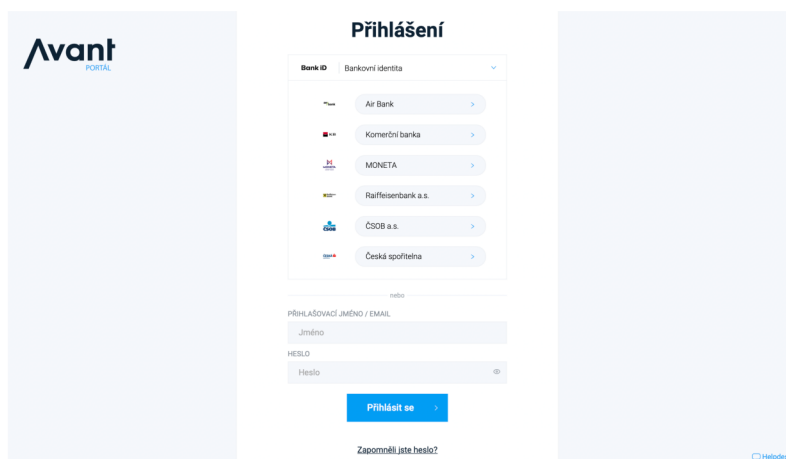 Přihlášení
Avant
PORTÁL
Bank iD Bankovní identita
Air Bank
Komerční banka
MONETA
Raiffeisenbank a.s.
ČSOB ČSOB a.s.
Česká spořitelna
nebo
PŘIHLAŠOVACÍ JMÉNO / EMAIL
Jméno
HESLO
Heslo
Přihlásit se
Zapomněli jste heslo?